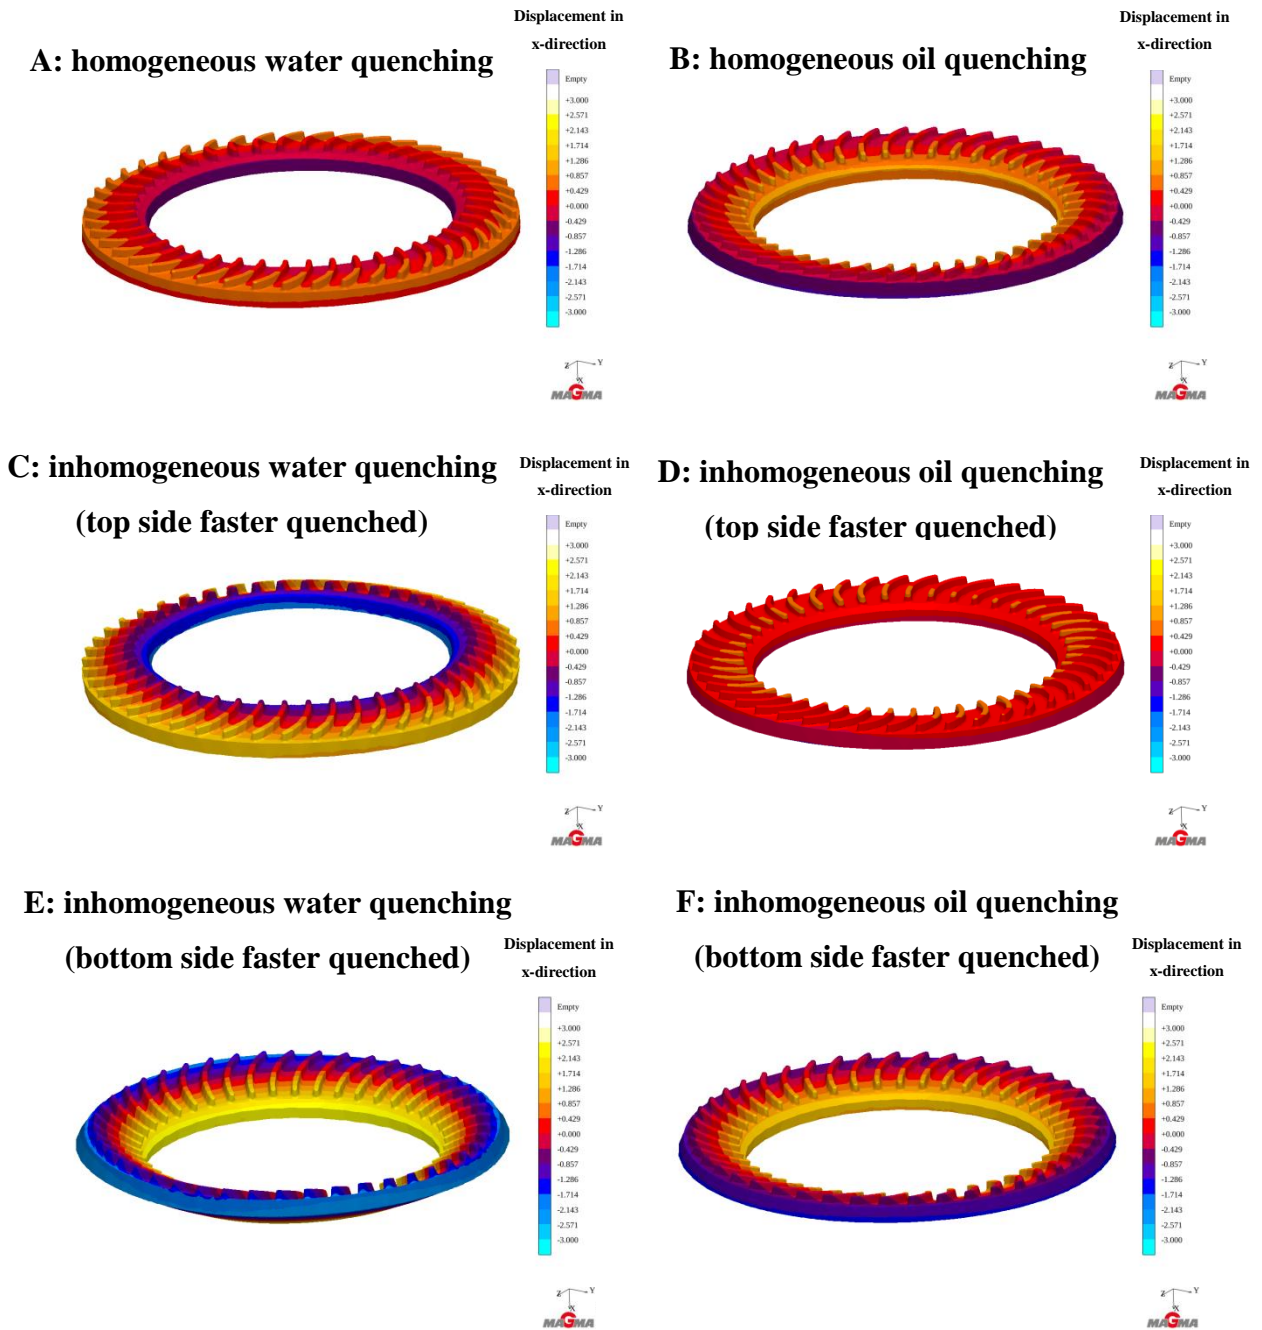 Displacement in
x-direction
A: homogeneous water quenching
Empty
+3.000
+2.571
+2.143
+1.714
+1.286
+0.857
+0.429
+0.000
-0.429
-0.857
-1.286
-1.714
-2.143
-2.571
-3.000
Z
Y
X
MAGMA
Displacement in
x-direction
B: homogeneous oil quenching
Empty
+3.000
+2.571
+2.143
+1.714
+1.286
+0.857
+0.429
+0.000
-0.429
-0.857
-1.286
-1.714
-2.143
-2.571
-3.000
Z
Y
X
MAGMA
C: inhomogeneous water quenching
(top side faster quenched)
Displacement in
x-direction
Empty
+3.000
+2.571
+2.143
+1.714
+1.286
+0.857
+0.429
+0.000
-0.429
-0.857
-1.286
-1.714
-2.143
-2.571
-3.000
Z
Y
X
MAGMA
D: inhomogeneous oil quenching
(top side faster quenched)
Displacement in
x-direction
Empty
+3.000
+2.571
+2.143
+1.714
+1.286
+0.857
+0.429
+0.000
-0.429
-0.857
-1.286
-1.714
-2.143
-2.571
-3.000
Z
Y
X
MAGMA
E: inhomogeneous water quenching
(bottom side faster quenched)
Displacement in
x-direction
Empty
+3.000
+2.571
+2.143
+1.714
+1.286
+0.857
+0.429
+0.000
-0.429
-0.857
-1.286
-1.714
-2.143
-2.571
-3.000
Z
Y
X
MAGMA
F: inhomogeneous oil quenching
(bottom side faster quenched)
Displacement in
x-direction
Empty
+3.000
+2.571
+2.143
+1.714
+1.286
+0.857
+0.429
+0.000
-0.429
-0.857
-1.286
-1.714
-2.143
-2.571
-3.000
Z
Y
X
MAGMA